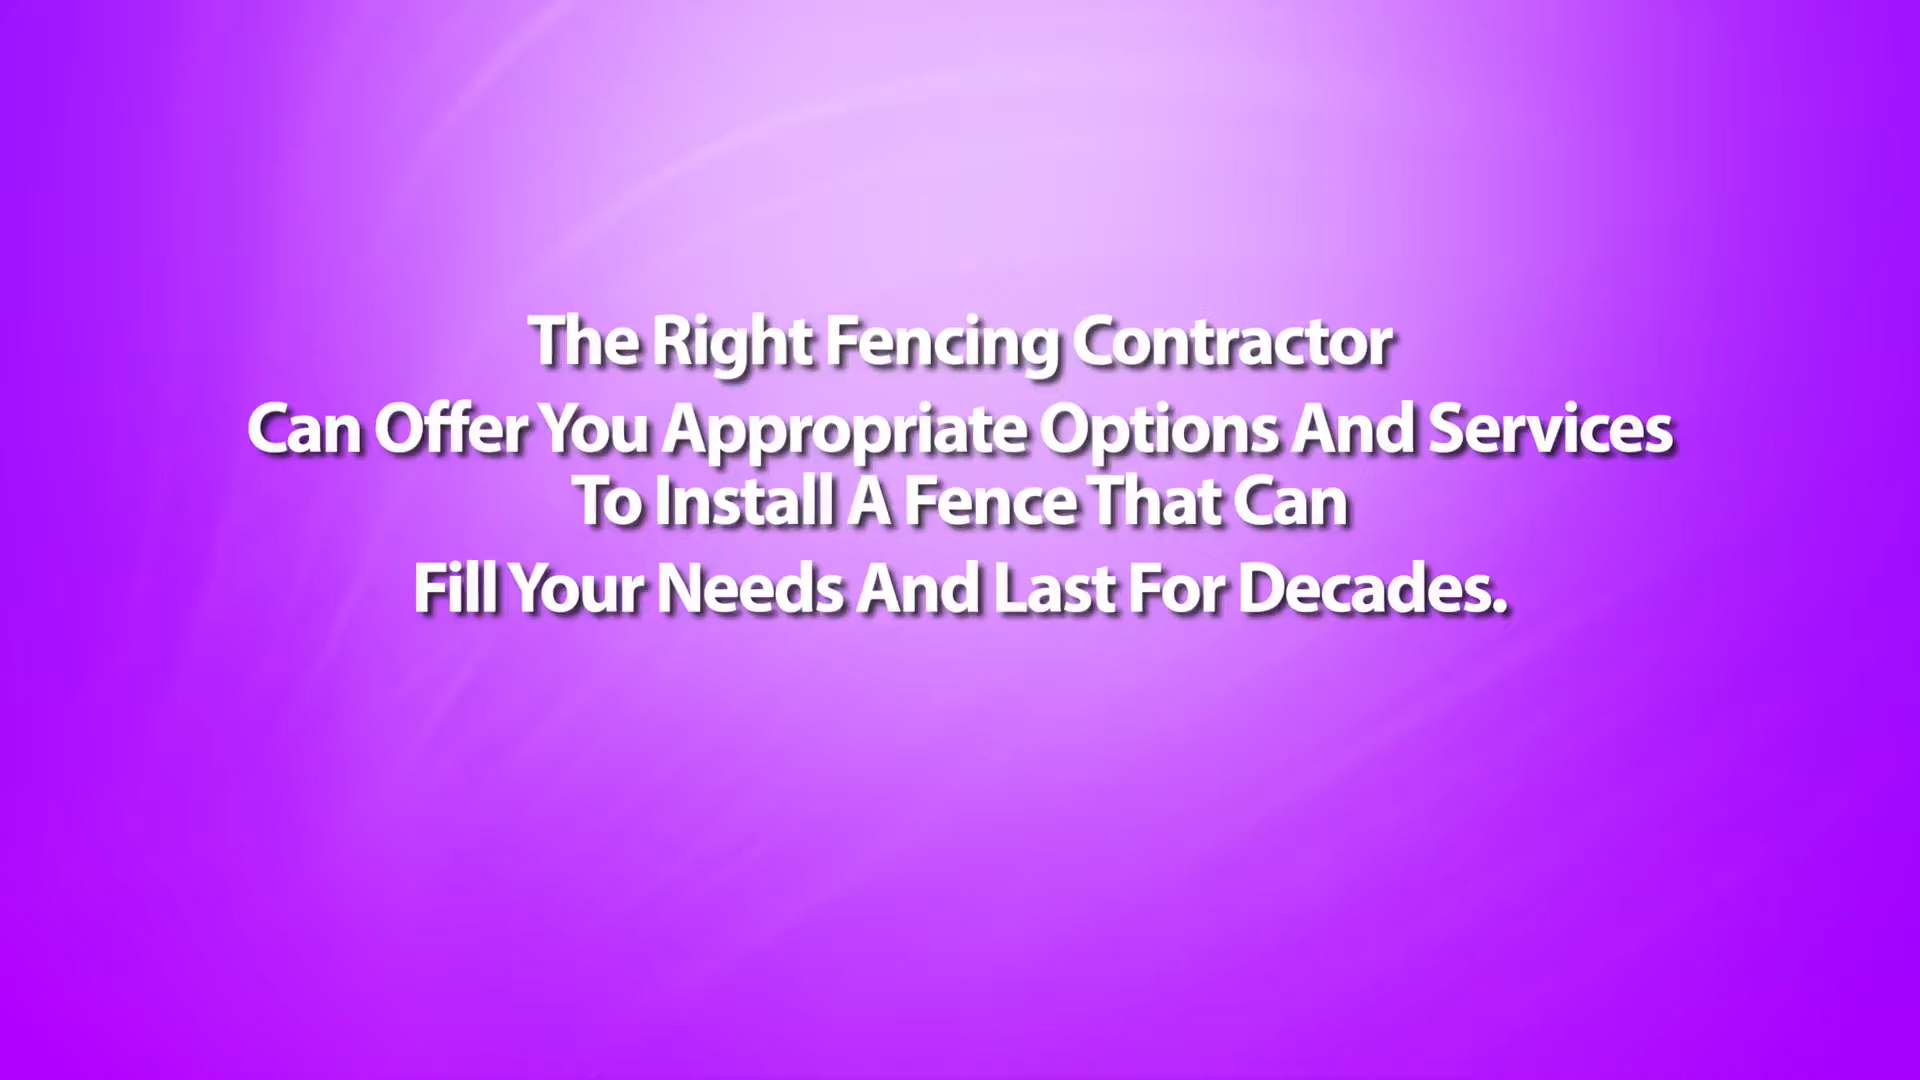 The Right Fencing Contractor
Can Offer You Appropriate Options And Services
To Install A Fence That Can
Fill Your Needs And Last For Decades.